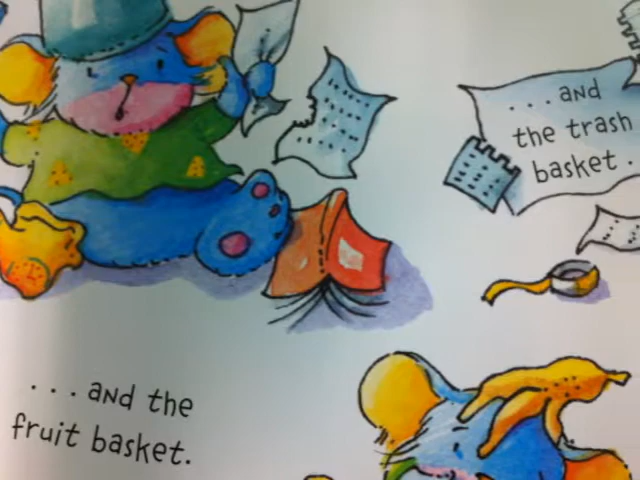 . . . and
the trash
basket .
. . . and the
fruit basket.